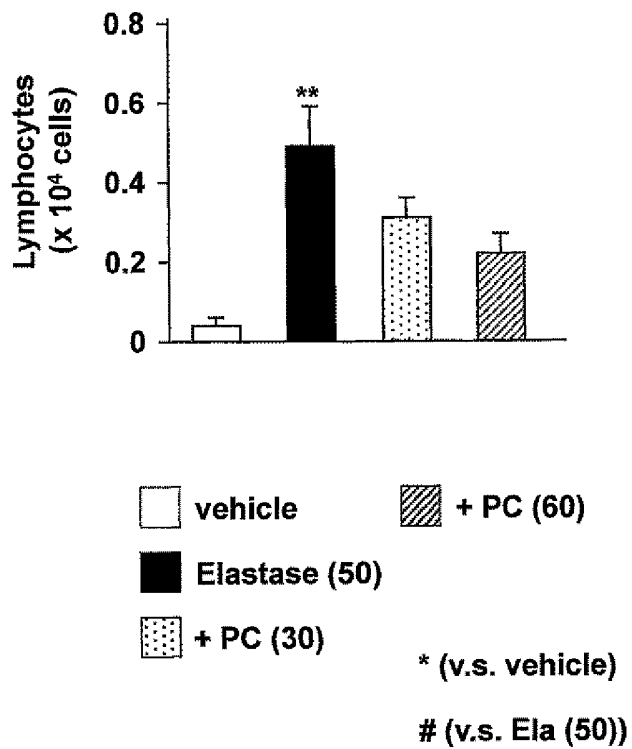 0.8
0.6
0.4
0.2
0
Lymphocytes
(x 10⁴ cells)
**
vehicle
+ PC (60)
Elastase (50)
+ PC (30)
* (v.s. vehicle)
# (v.s. Ela (50))